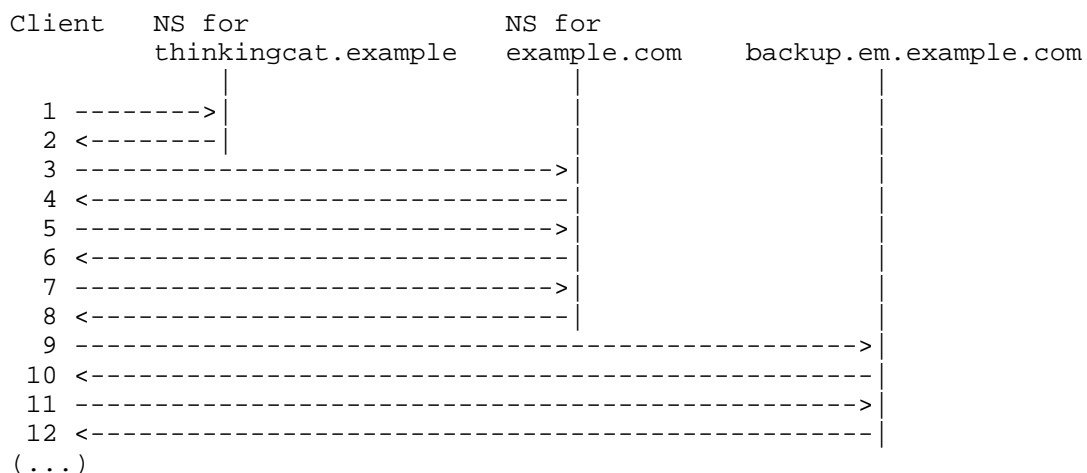 Client NS for NS for
thinkingcat.example example.com backup.em.example.com
| | |
1 -------->| | |
2 <--------| | |
3 ------------------------------>| |
4 <------------------------------| |
5 ------------------------------>| |
6 <------------------------------| |
7 ------------------------------>| |
8 <------------------------------| |
9 ------------------------------------------------->|
10 <-------------------------------------------------|
11 ------------------------------------------------->|
12 <-------------------------------------------------|
(...)